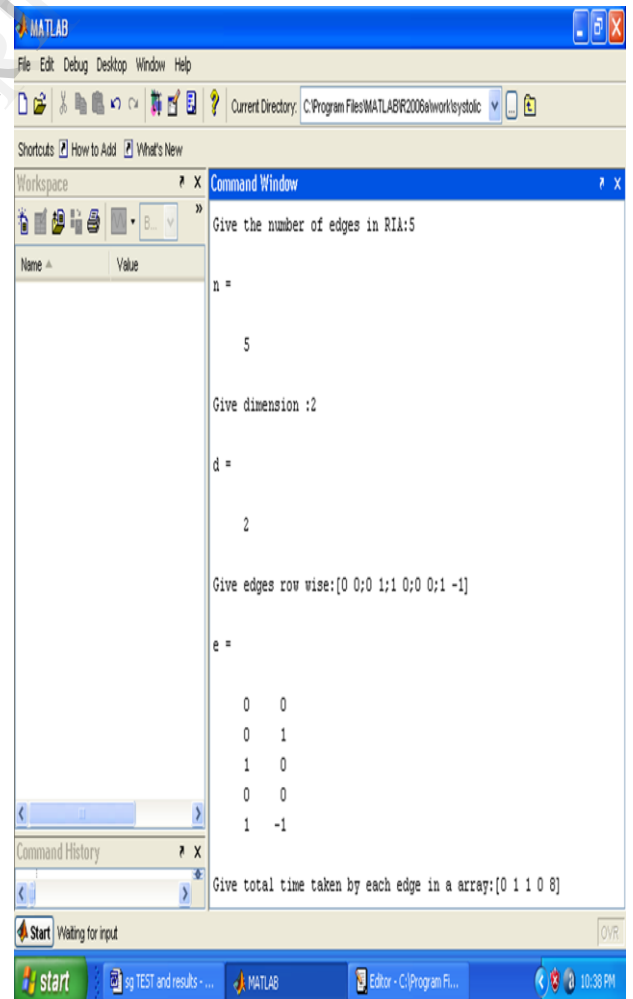 MATLAB
File Edit Debug Desktop Window Help
Current Directory: C:\Program Files\MATLAB\R2006a\work\systolic
Shortcuts How to Add What's New
Workspace
B...
Name Value
Command History
Command Window
Give the number of edges in RIA:5
n =
5
Give dimension :2
d =
2
Give edges row wise:[0 0;0 1;1 0;0 0;1 -1]
e =
0 0
0 1
1 0
0 0
1 -1
Give total time taken by each edge in a array:[0 1 1 0 8]
Start Waiting for input
OVR
start
sg TEST and results - ...
MATLAB
Editor - C:\Program Fi...
10:38 PM